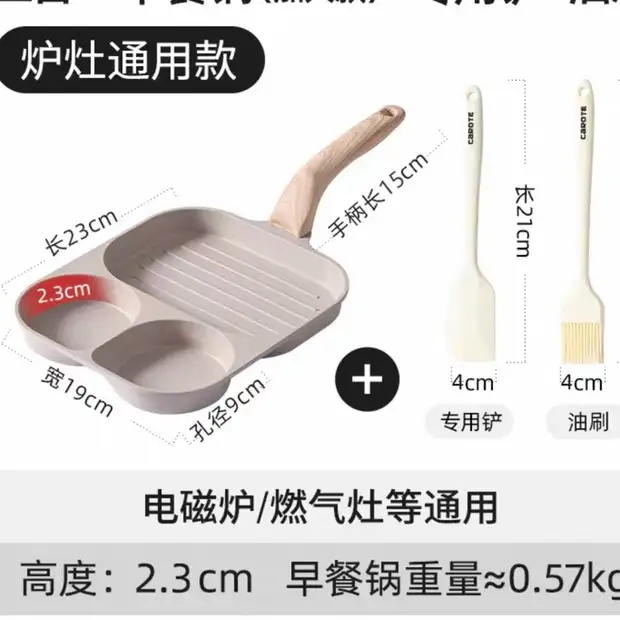 炉灶通用款
CAROTE
CAROTE
长23cm
手柄长15cm
长21cm
2.3cm
宽19cm
孔径9cm
4cm
4cm
专用铲
油刷
电磁炉/燃气灶等通用
高度：2.3cm 早餐锅重量≈0.57kg